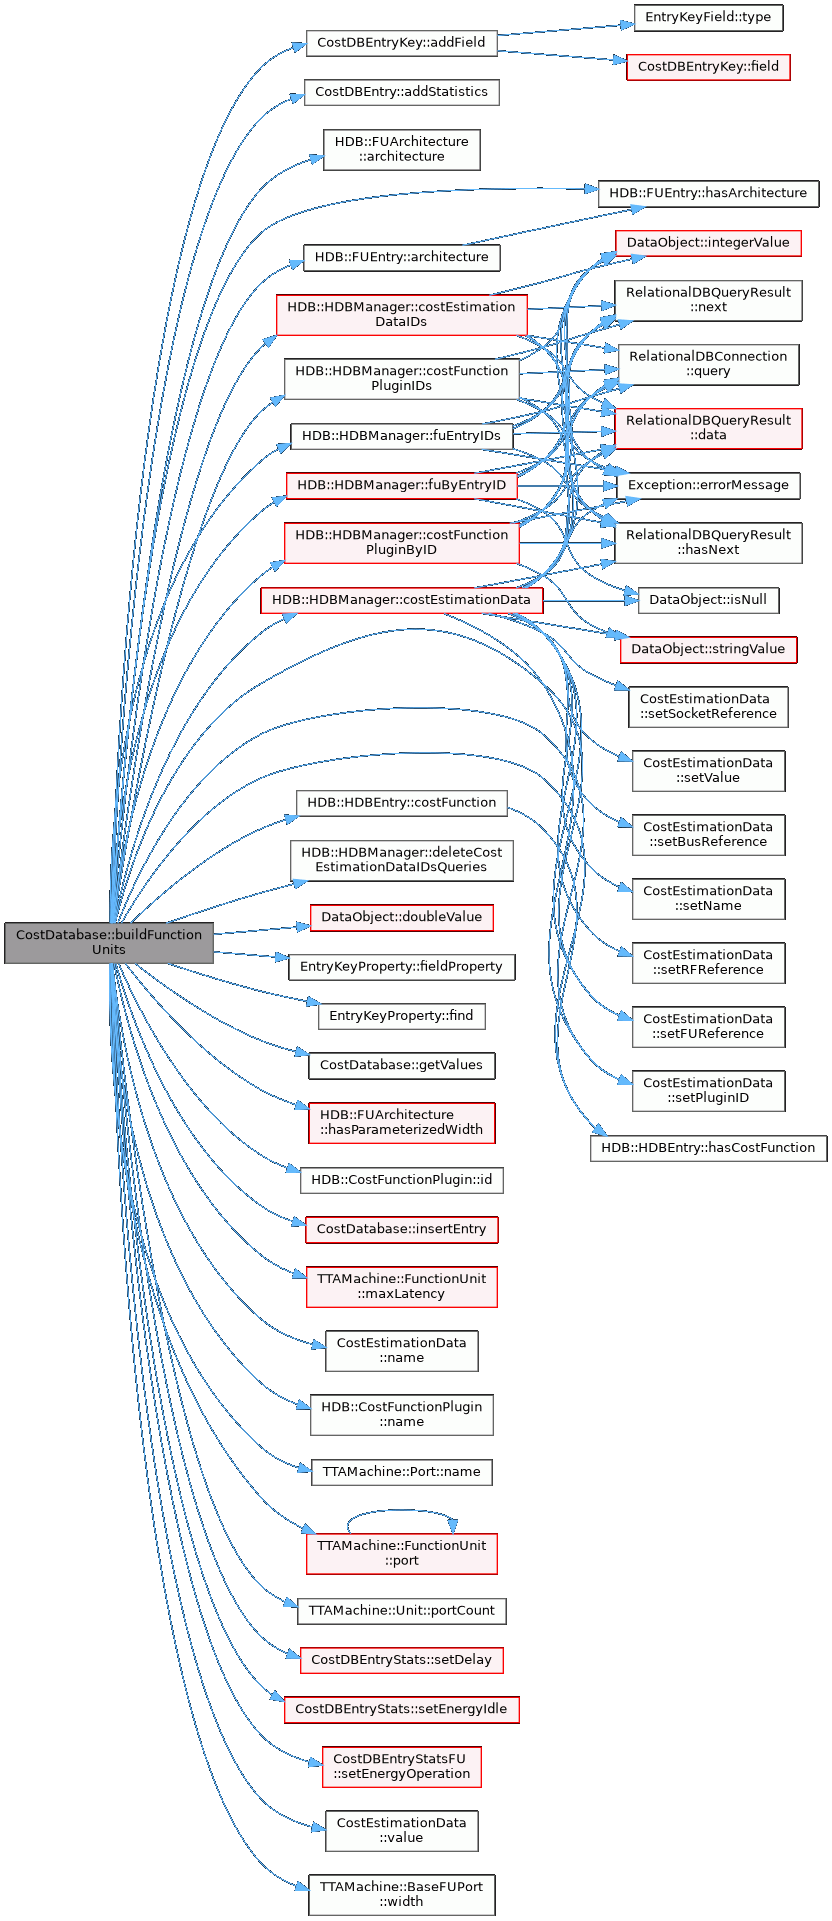 EntryKeyField::type
CostDBEntryKey::addField
CostDBEntryKey::field
CostDBEntry::addStatistics
HDB::FUArchitecture
::architecture
HDB::FUEntry::hasArchitecture
HDB::FUEntry::architecture
DataObject::integerValue
HDB::HDBManager::costEstimation
DataIDs
RelationalDBQueryResult
::next
HDB::HDBManager::costFunction
PluginIDs
RelationalDBConnection
::query
HDB::HDBManager::fuEntryIDs
RelationalDBQueryResult
::data
HDB::HDBManager::fuByEntryID
Exception::errorMessage
HDB::HDBManager::costFunction
PluginByID
RelationalDBQueryResult
::hasNext
HDB::HDBManager::costEstimationData
DataObject::isNull
DataObject::stringValue
CostEstimationData
::setSocketReference
CostEstimationData
::setValue
HDB::HDBEntry::costFunction
CostEstimationData
::setBusReference
HDB::HDBManager::deleteCost
EstimationDataIDsQueries
CostEstimationData
::setName
DataObject::doubleValue
CostDatabase::buildFunction
Units
EntryKeyProperty::fieldProperty
CostEstimationData
::setRFReference
EntryKeyProperty::find
CostEstimationData
::setFUReference
CostDatabase::getValues
CostEstimationData
::setPluginID
HDB::FUArchitecture
::hasParameterizedWidth
HDB::HDBEntry::hasCostFunction
HDB::CostFunctionPlugin::id
CostDatabase::insertEntry
TTAMachine::FunctionUnit
::maxLatency
CostEstimationData
::name
HDB::CostFunctionPlugin
::name
TTAMachine::Port::name
TTAMachine::FunctionUnit
::port
TTAMachine::Unit::portCount
CostDBEntryStats::setDelay
CostDBEntryStats::setEnergyIdle
CostDBEntryStatsFU
::setEnergyOperation
CostEstimationData
::value
TTAMachine::BaseFUPort
::width